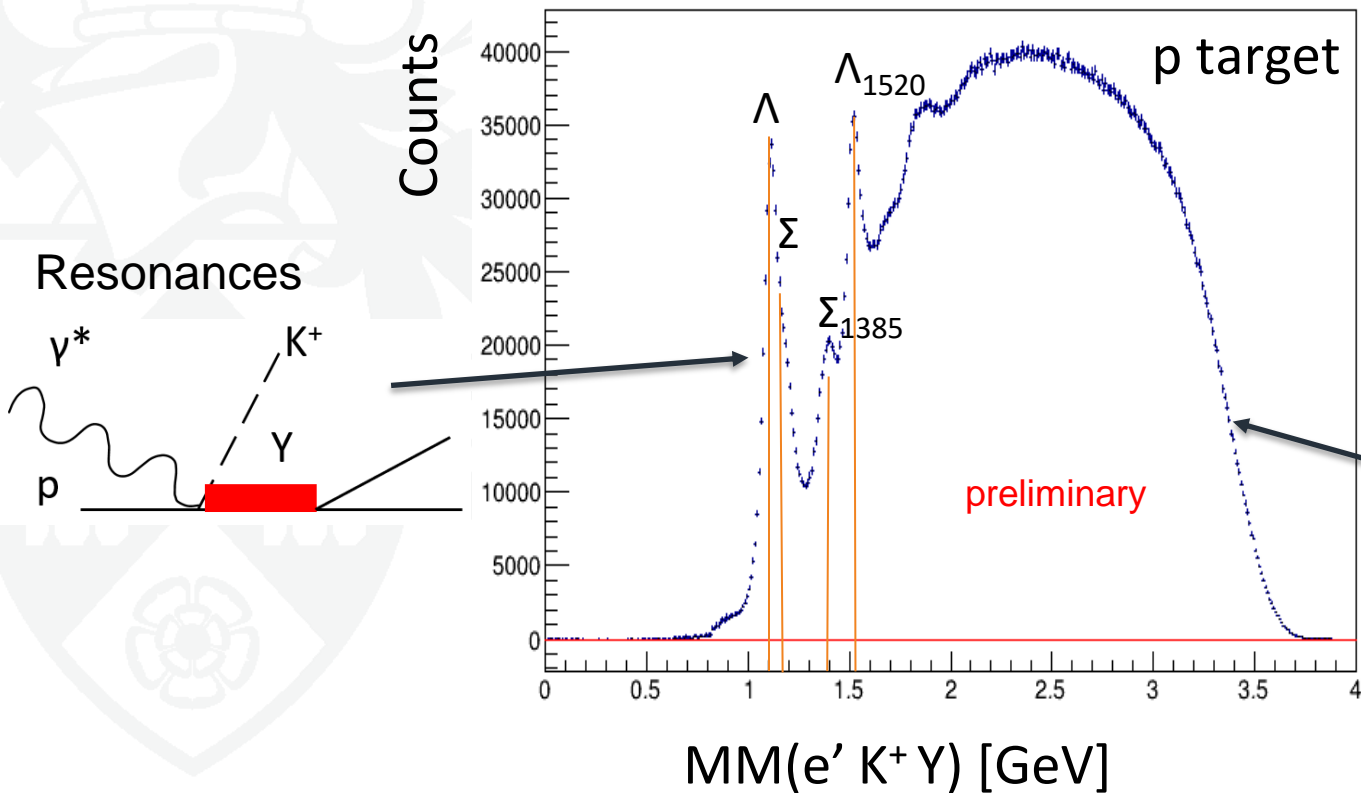 Resonances
γ*
K⁺
Y
p
Counts
p target
Λ
Σ
Σ₁₃₈₅
Λ₁₅₂₀
preliminary
40000
35000
30000
25000
20000
15000
10000
5000
0
0 0.5 1 1.5 2 2.5 3 3.5 4
MM(e’ K⁺ Y) [GeV]